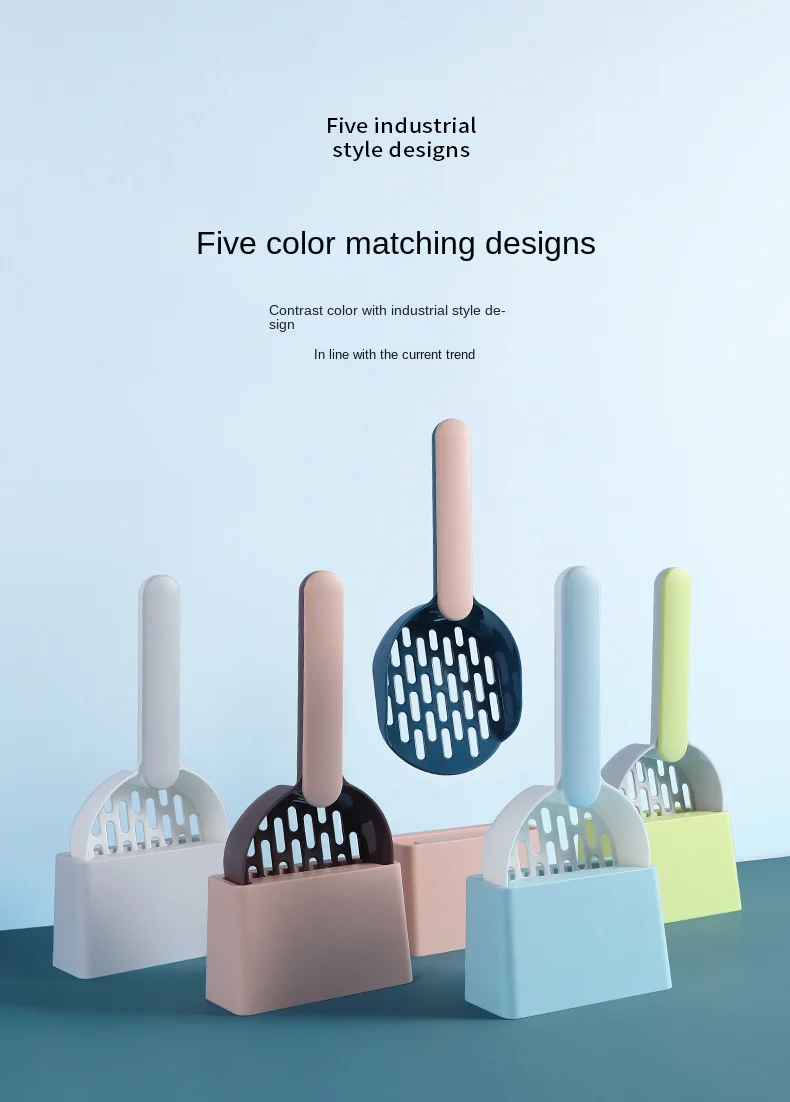 Five industrial
style designs
Five color matching designs
Contrast color with industrial style de-
sign
In line with the current trend